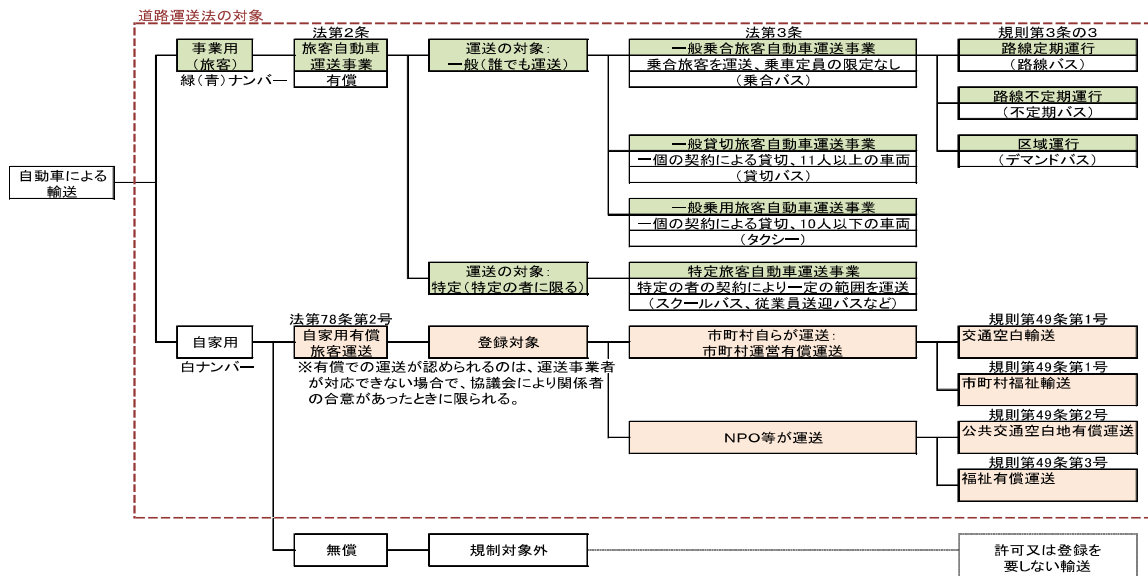 道路運送法の対象
自動車による
輸送
事業用
(旅客)
緑(青)ナンバー
法第2条
旅客自動車
運送事業
有償
運送の対象:
一般(誰でも運送)
法第3条
一般乗合旅客自動車運送事業
乗合旅客を運送、乗車定員の限定なし
(乗合バス)
規則第3条の3
路線定期運行
(路線バス)
路線不定期運行
(不定期バス)
区域運行
(デマンドバス)
一般貸切旅客自動車運送事業
一個の契約による貸切、11人以上の車両
(貸切バス)
一般乗用旅客自動車運送事業
一個の契約による貸切、10人以下の車両
(タクシー)
運送の対象:
特定(特定の者に限る)
特定旅客自動車運送事業
特定の者の契約により一定の範囲を運送
(スクールバス、従業員送迎バスなど)
自家用
白ナンバー
法第78条第2号
自家用有償
旅客運送
登録対象
※有償での運送が認められるのは、運送事業者
が対応できない場合で、協議会により関係者
の合意があったときに限られる。
市町村自らが運送:
市町村運営有償運送
規則第49条第1号
交通空白輸送
規則第49条第1号
市町村福祉輸送
NPO等が運送
規則第49条第2号
公共交通空白地有償運送
規則第49条第3号
福祉有償運送
無償
規制対象外
許可又は登録を
要しない輸送